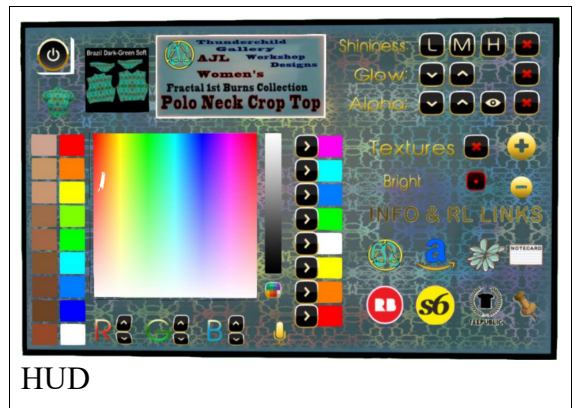 Brazil Dark-Green Soft
Thunderchild
Gallery
AJL Workshop
Designs
Women's
Fractal 1st Burns Collection
Polo Neck Crop Top
Shininess: L M H
Glow:
Alpha:
Textures
Bright
INFO & RL LINKS
a
NOTECARD
RB
s6
TEEPUBLIC
R G B
HUD